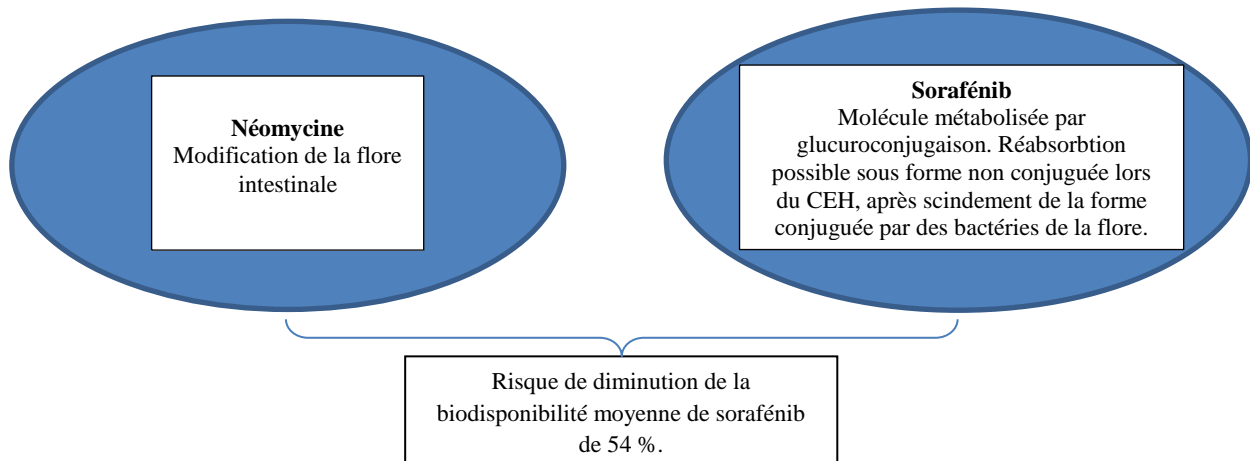 Néomycine
Modification de la flore
intestinale
Sorafénib
Molécule métabolisée par
glucuroconjugaison. Réabsorbtion
possible sous forme non conjuguée lors
du CEH, après scindement de la forme
conjuguée par des bactéries de la flore.
Risque de diminution de la
biodisponibilité moyenne de sorafénib
de 54 %.